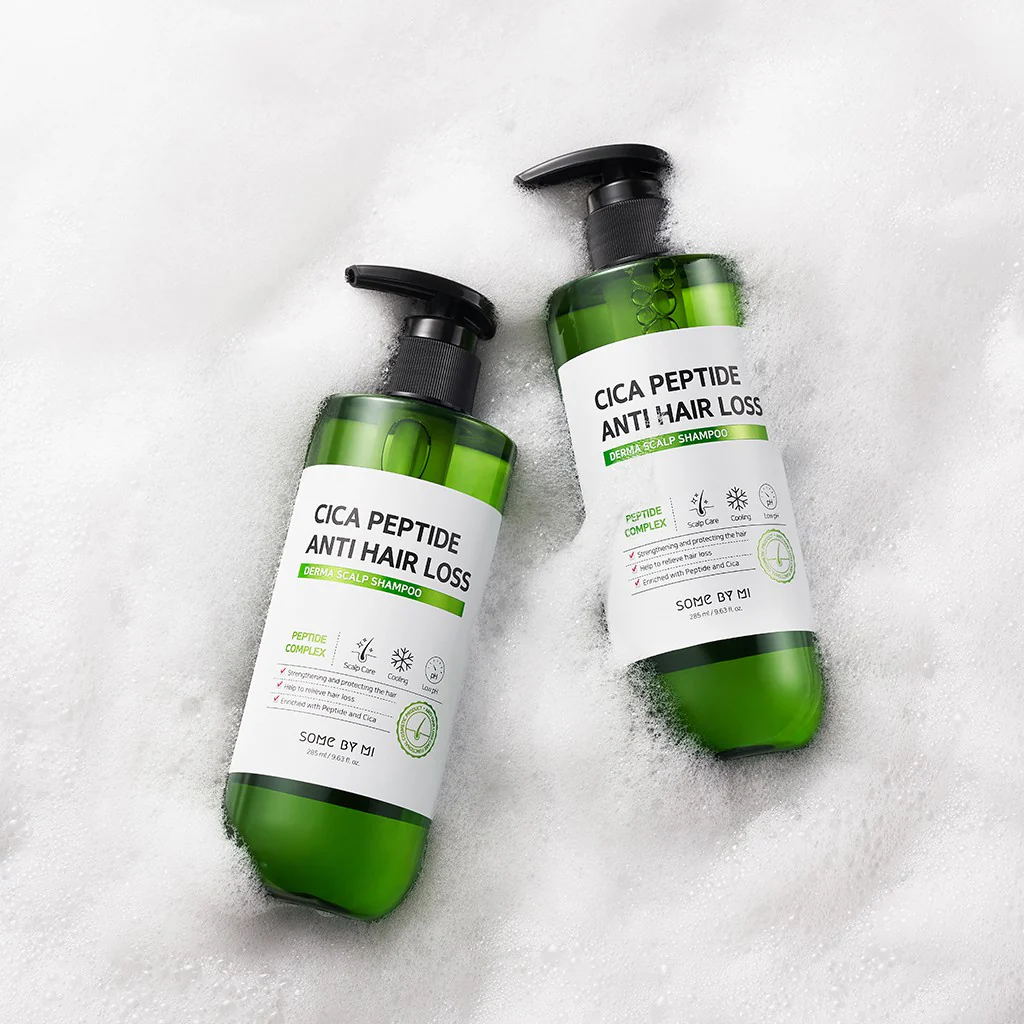 CICA PEPTIDE
ANTI HAIR LOSS
DERMA SCALP SHAMPOO
PEPTIDE
COMPLEX
Scalp Care
Cooling
pH
Low pH
Strengthening and protecting the hair
Help to relieve hair loss
Enriched with Peptide and Cica
COSMETIC PRODUCT
SOME BY MI
285 ml / 9.63 fl. oz.
CICA PEPTIDE
ANTI HAIR LOSS
DERMA SCALP SHAMPOO
PEPTIDE
COMPLEX
Scalp Care
Cooling
pH
Low pH
Strengthening and protecting the hair
Help to relieve hair loss
Enriched with Peptide and Cica
SOME BY MI
285 ml / 9.63 fl. oz.